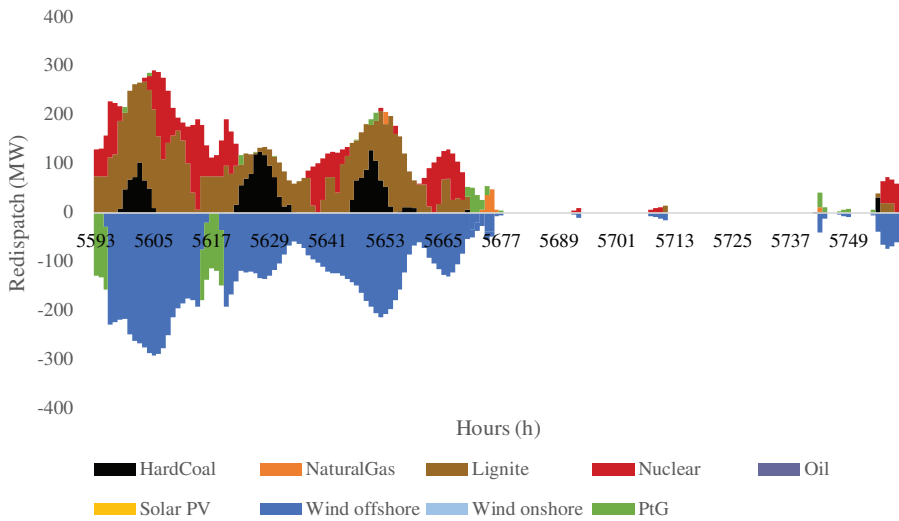 400
300
200
100
0
-100
-200
-300
-400
Redispatch (MW)
5593 5605 5617 5629 5641 5653 5665 5677 5689 5701 5713 5725 5737 5749
Hours (h)
HardCoal NaturalGas Lignite Nuclear Oil
Solar PV Wind offshore Wind onshore PtG